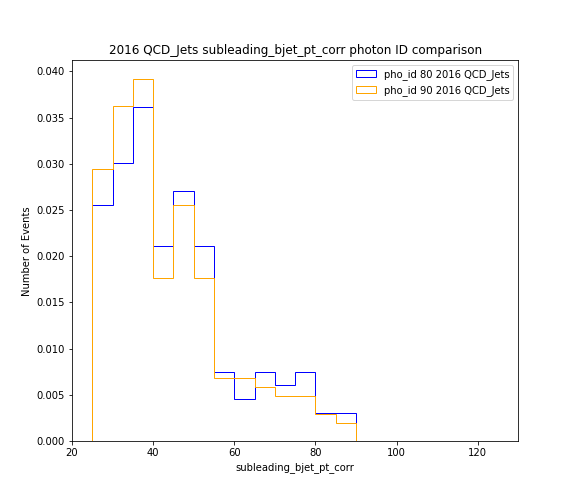 2016 QCD_Jets subleading_bjet_pt_corr photon ID comparison
pho_id 80 2016 QCD_Jets
pho_id 90 2016 QCD_Jets
Number of Events
0.040
0.035
0.030
0.025
0.020
0.015
0.010
0.005
0.000
20 40 60 80 100 120
subleading_bjet_pt_corr